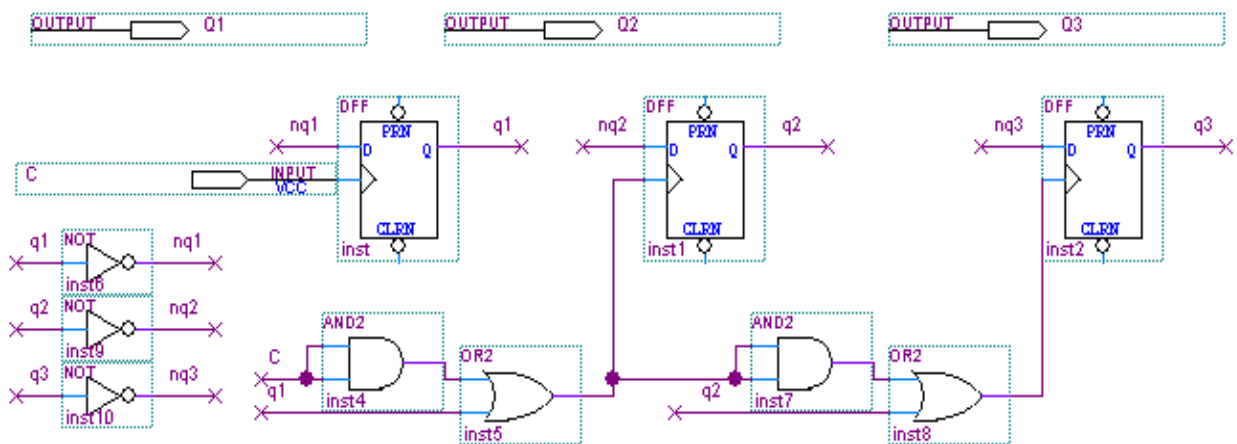 OUTPUT Q1
OUTPUT Q2
OUTPUT Q3
DFF
DFF
DFF
nq1 PRN q1
D Q
nq2 PRN q2
D Q
nq3 PRN q3
D Q
C INPUT
VCC
CLRN
inst
CLRN
inst1
CLRN
inst2
q1 NOT nq1
inst6
q2 NOT nq2
inst9
q3 NOT nq3
inst10
AND2
C
q1
inst4
OR2
inst5
AND2
q2
inst7
OR2
inst8